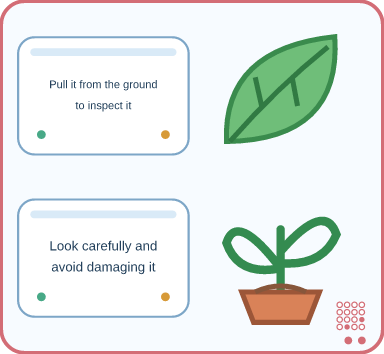 Pull it from the ground
to inspect it
Look carefully and
avoid damaging it